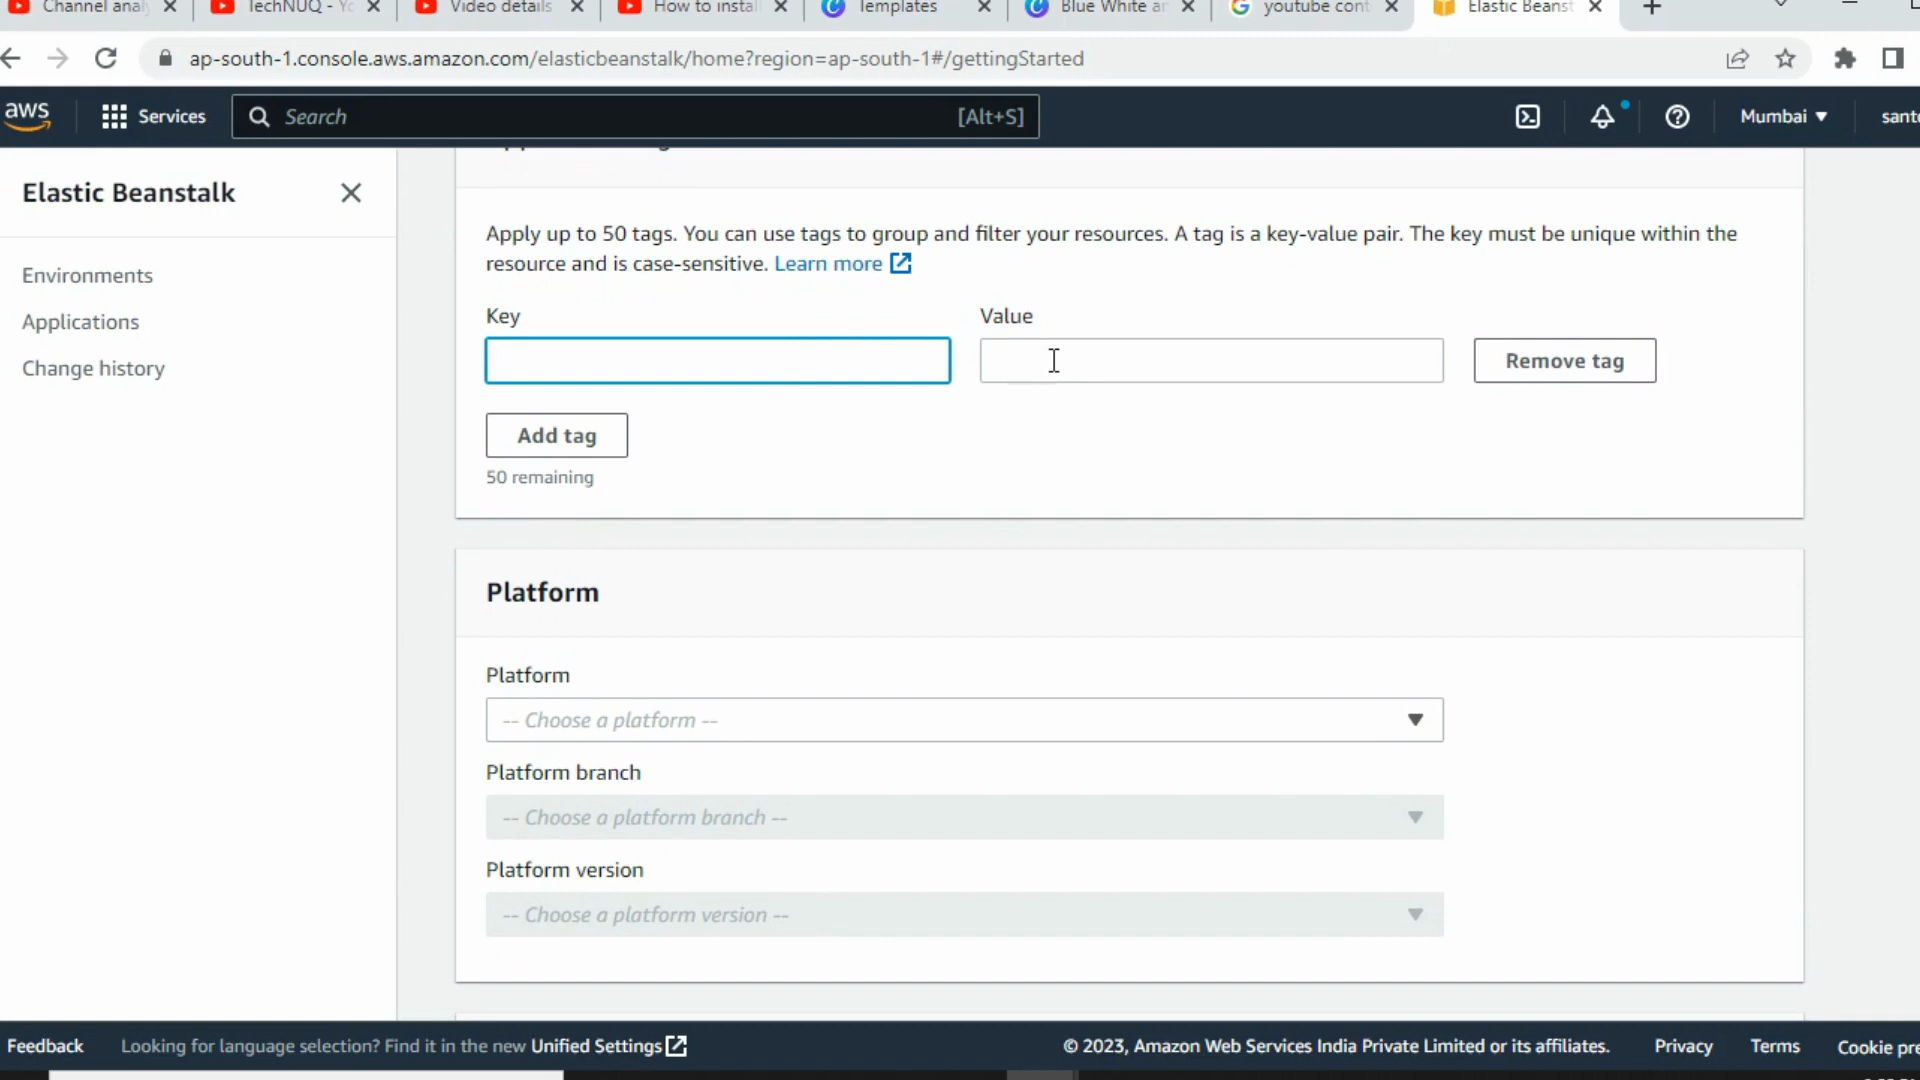 Channel anal
TechNUQ - Yo
Video details
How to instal
Templates
Blue White an
youtube cont
Elastic Beanst
ap-south-1.console.aws.amazon.com/elasticbeanstalk/home?region=ap-south-1#/gettingStarted
aws
Services
Search
[Alt+S]
Mumbai
Elastic Beanstalk
Environments
Applications
Change history
Apply up to 50 tags. You can use tags to group and filter your resources. A tag is a key-value pair. The key must be unique within the
resource and is case-sensitive. Learn more
Key
Value
Remove tag
Add tag
50 remaining
Platform
Platform
-- Choose a platform --
Platform branch
-- Choose a platform branch --
Platform version
-- Choose a platform version --
Feedback
Looking for language selection? Find it in the new Unified Settings
© 2023, Amazon Web Services India Private Limited or its affiliates.
Privacy
Terms
Cookie pre